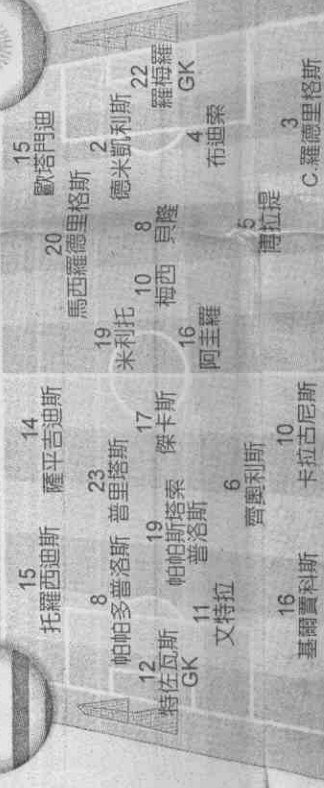 15
托羅西迪斯
14
薩平吉迪斯
15
歐塔門迪
20
馬西羅德里格斯
8
帕帕多普洛斯
23
普里塔斯
19
米利托
2
德米凱利斯
12
特佐瓦斯
GK
19
帕帕斯塔索
普洛斯
17
傑卡斯
10
梅西
8
貝隆
22
羅梅羅
GK
11
文特拉
16
阿圭羅
4
布迪索
6
齊奧利斯
5
博拉提
16
基爾賈科斯
10
卡拉古尼斯
3
C.羅德里格斯